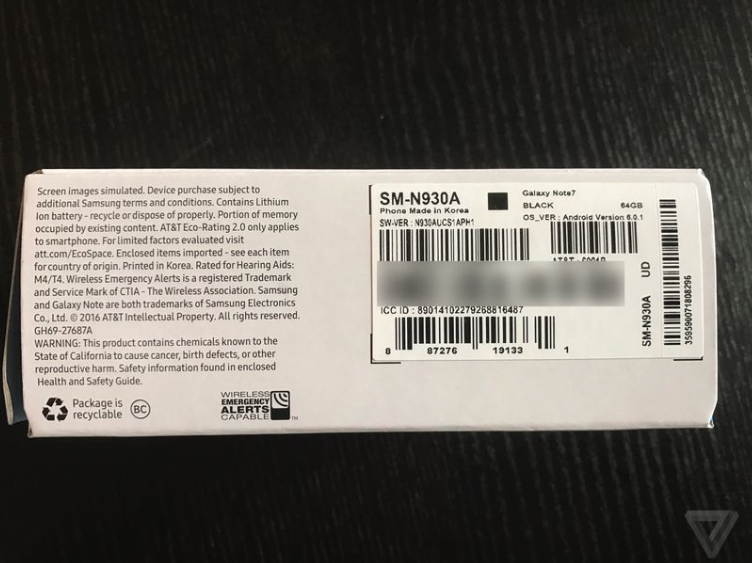 Screen images simulated. Device purchase subject to
additional Samsung terms and conditions. Contains Lithium
Ion battery - recycle or dispose of properly. Portion of memory
occupied by existing content. AT&T Eco-Rating 2.0 only applies
to smartphone. For limited factors evaluated visit
att.com/EcoSpace. Enclosed items imported - see each item
for country of origin. Printed in Korea. Rated for Hearing Aids:
M4/T4. Wireless Emergency Alerts is a registered Trademark
and Service Mark of CTIA - The Wireless Association. Samsung
and Galaxy Note are both trademarks of Samsung Electronics
Co., Ltd. © 2016 AT&T Intellectual Property. All rights reserved.
GH69-27687A
WARNING: This product contains chemicals known to the
State of California to cause cancer, birth defects, or other
reproductive harm. Safety information found in enclosed
Health and Safety Guide.
Package is
recyclable
BC
WIRELESS
EMERGENCY
ALERTS
CAPABLE
TM
SM-N930A
Phone Made in Korea
SW-VER : N930AUCS1APH1
Galaxy Note7
BLACK 64GB
OS_VER : Android Version 6.0.1
ICC ID : 89014102279268816487
8 87276 19133 1
SM-N930A UD
359590071808296